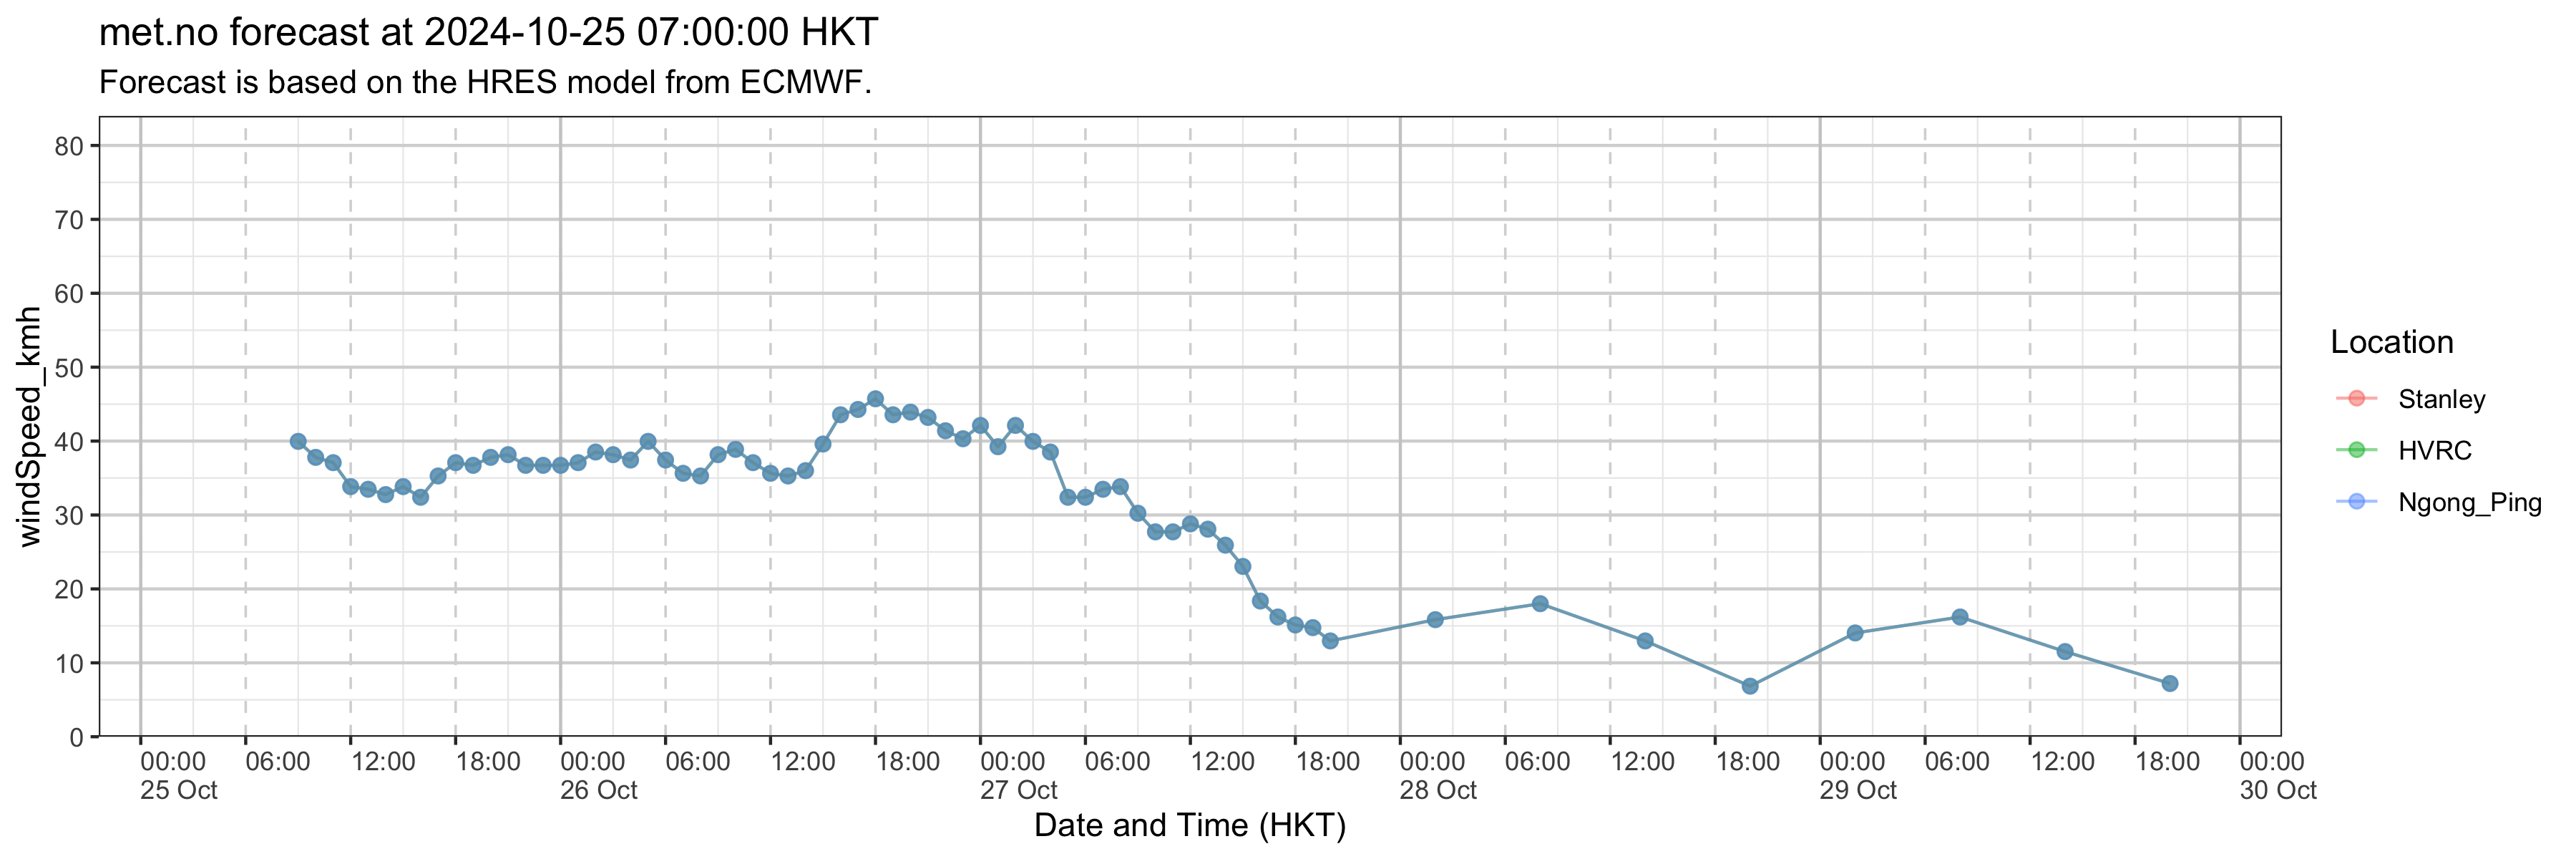 met.no forecast at 2024-10-25 07:00:00 HKT
Forecast is based on the HRES model from ECMWF.
windSpeed_kmh
80
70
60
50
40
30
20
10
0
00:00 06:00 12:00 18:00 00:00 06:00 12:00 18:00 00:00 06:00 12:00 18:00 00:00 06:00 12:00 18:00 00:00 06:00 12:00 18:00 00:00
25 Oct 26 Oct 27 Oct 28 Oct 29 Oct 30 Oct
Date and Time (HKT)
Location
Stanley
HVRC
Ngong_Ping